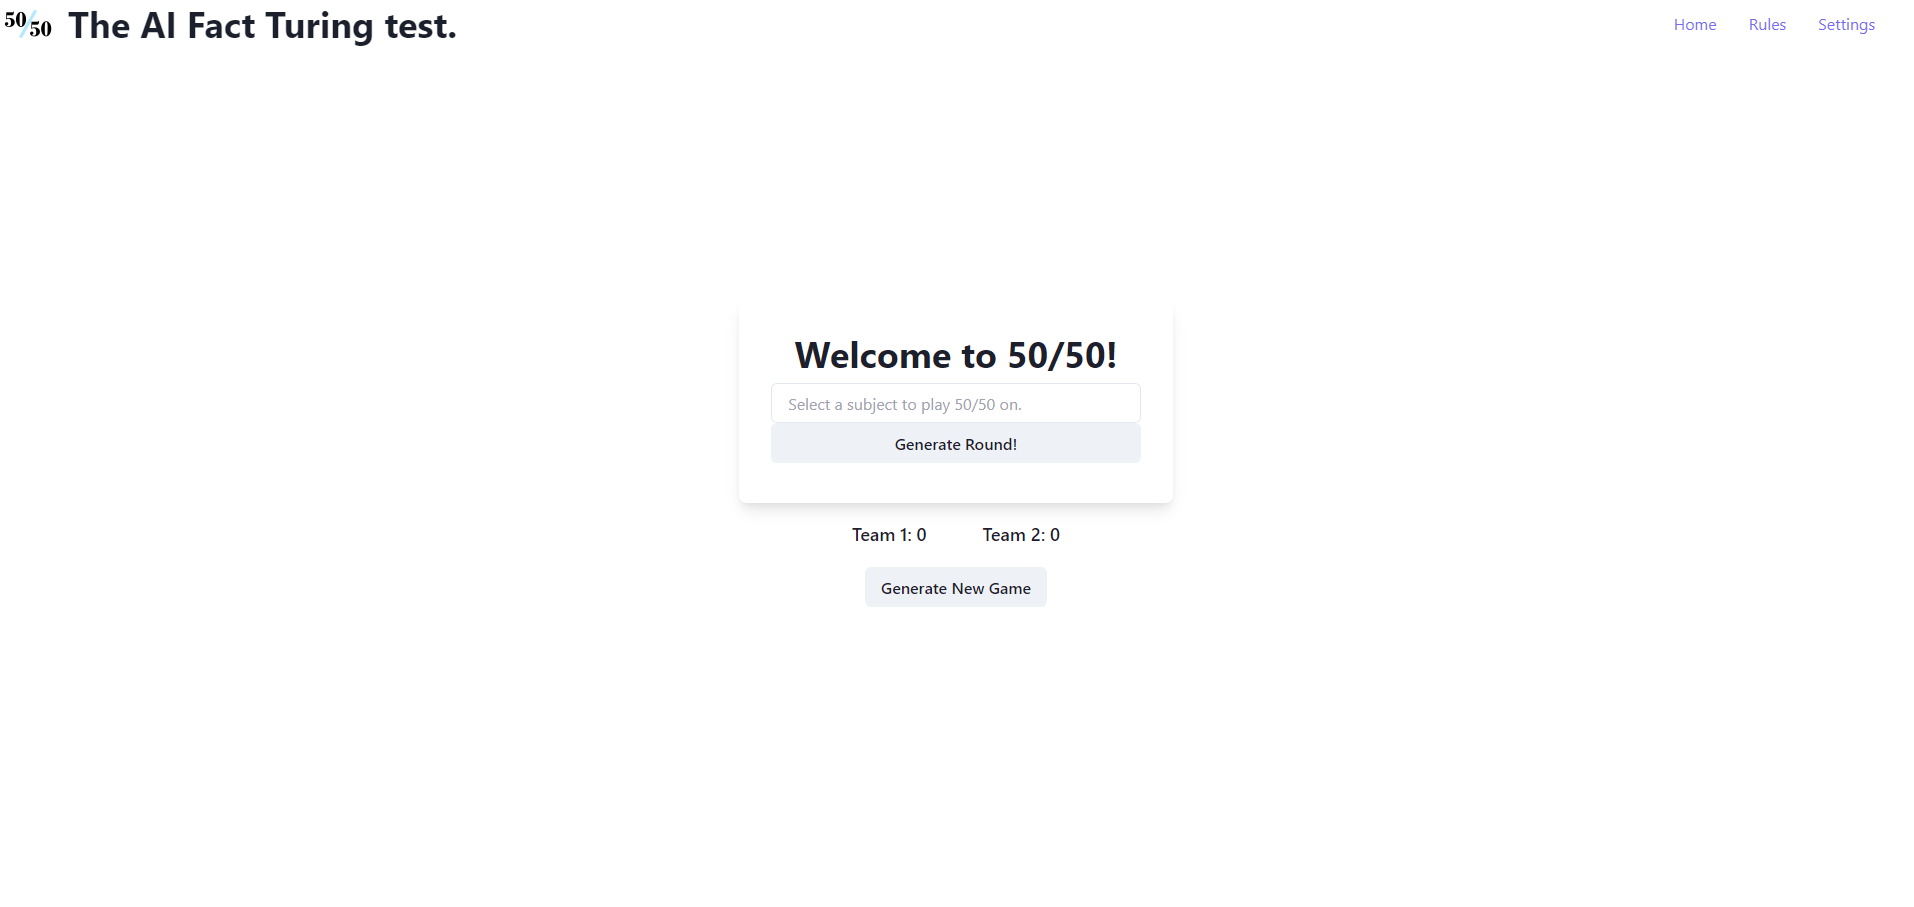 50/50 The AI Fact Turing test.
Home Rules Settings
Welcome to 50/50!
Select a subject to play 50/50 on.
Generate Round!
Team 1: 0 Team 2: 0
Generate New Game